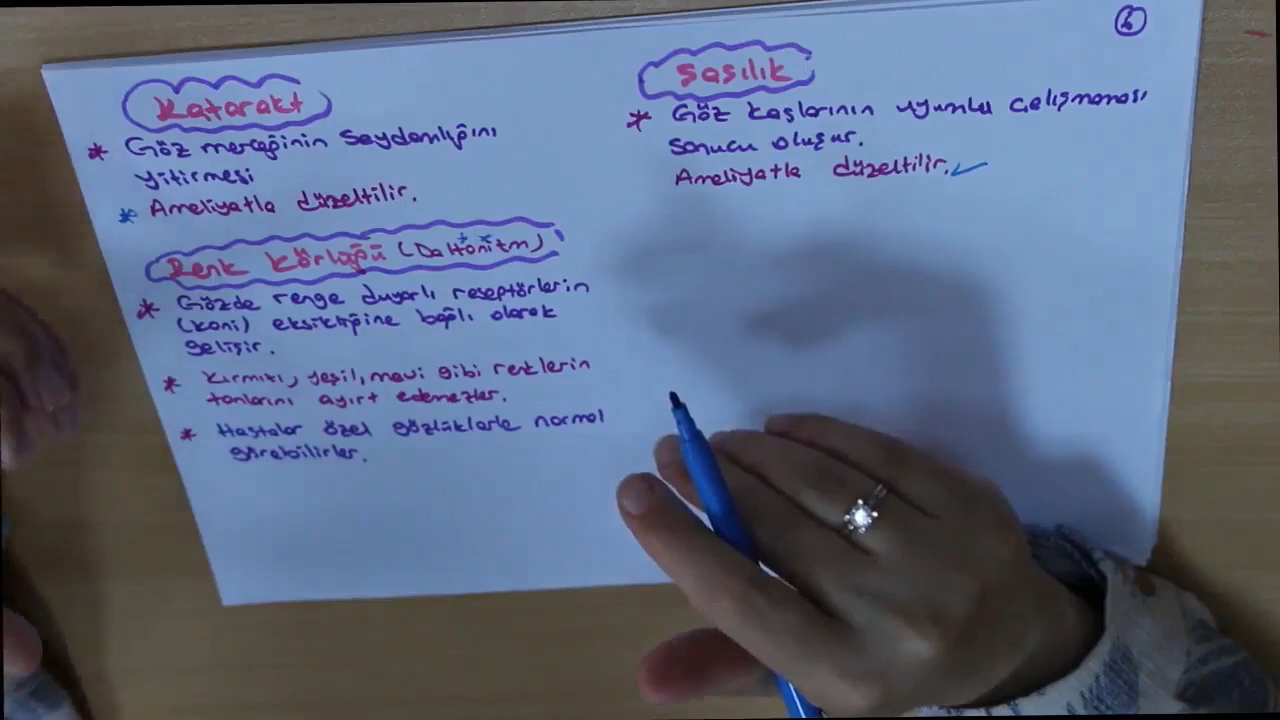 6
Katarakt
* Göz merceğinin Saydamlığını
yitirmesi
* Ameliyatla düzeltilir.
Renk Körlüğü (Daltonizm)
* Gözde renge duyarlı reseptörlerin
(koni) eksikliğine bağlı olarak
gelişir.
* Kırmızı, yeşil, mavi gibi renklerin
tonlarını ayırt edemezler.
* Hastalar özel gözlüklerle normal
görebilirler.
Şaşılık
* Göz kaslarının uyumlu çalışmaması
sonucu oluşur.
Ameliyatla düzeltilir.